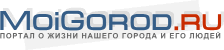 MoiGorod.RU
ПОРТАЛ О ЖИЗНИ НАШЕГО ГОРОДА И ЕГО ЛЮДЕЙ